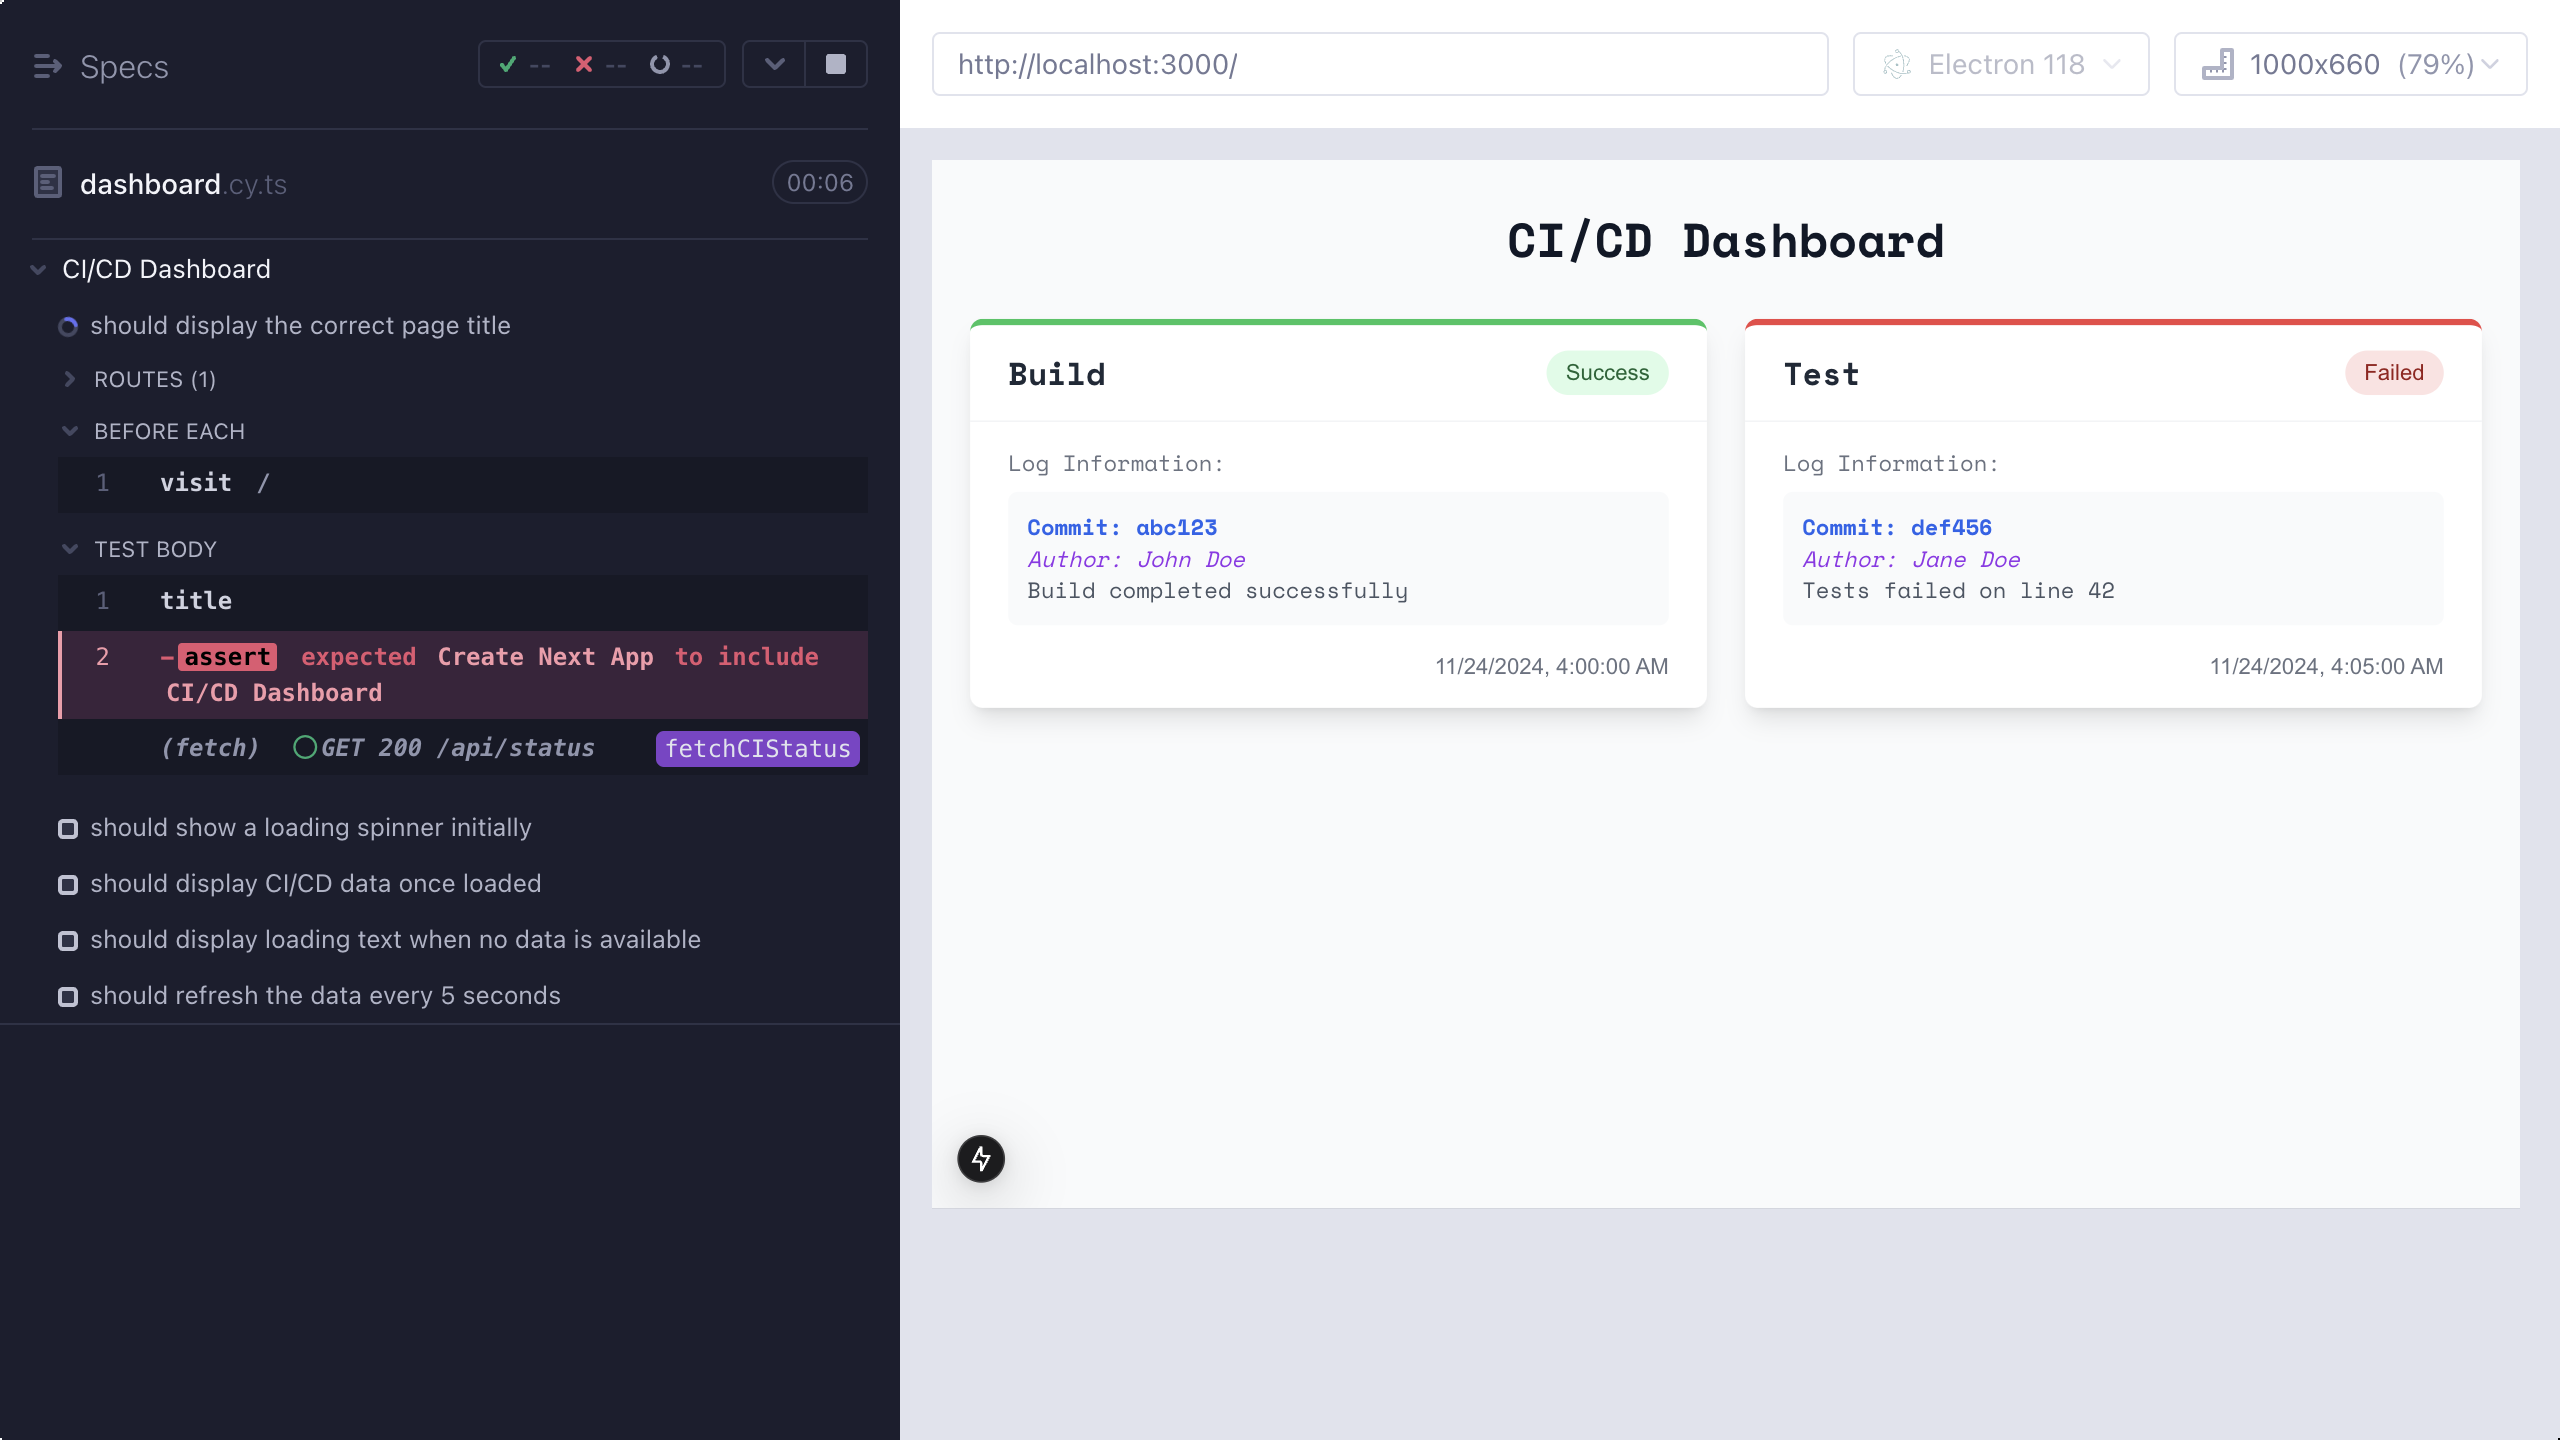 Specs
-- -- --
dashboard.cy.ts
00:06
CI/CD Dashboard
should display the correct page title
ROUTES (1)
BEFORE EACH
1 visit /
TEST BODY
1 title
2 -assert expected Create Next App to include
CI/CD Dashboard
(fetch) GET 200 /api/status fetchCIStatus
should show a loading spinner initially
should display CI/CD data once loaded
should display loading text when no data is available
should refresh the data every 5 seconds
http://localhost:3000/
Electron 118
1000x660 (79%)
CI/CD Dashboard
Build
Success
Log Information:
Commit: abc123
Author: John Doe
Build completed successfully
11/24/2024, 4:00:00 AM
Test
Failed
Log Information:
Commit: def456
Author: Jane Doe
Tests failed on line 42
11/24/2024, 4:05:00 AM